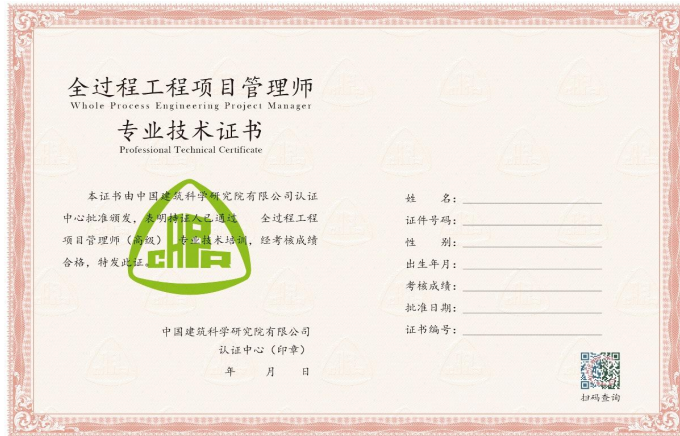 全过程工程项目管理师
Whole Process Engineering Project Manager
专业技术证书
Professional Technical Certificate
本证书由中国建筑科学研究院有限公司认证
中心批准颁发，表明持证人已通过 全过程工程
项目管理师（高级） 专业技术培训，经考核成绩
合格，特发此证。
中国建筑科学研究院有限公司
认证中心（印章）
年 月 日
姓 名：
证件号码：
性 别：
出生年月：
考核成绩：
批准日期：
证书编号：
扫码查询